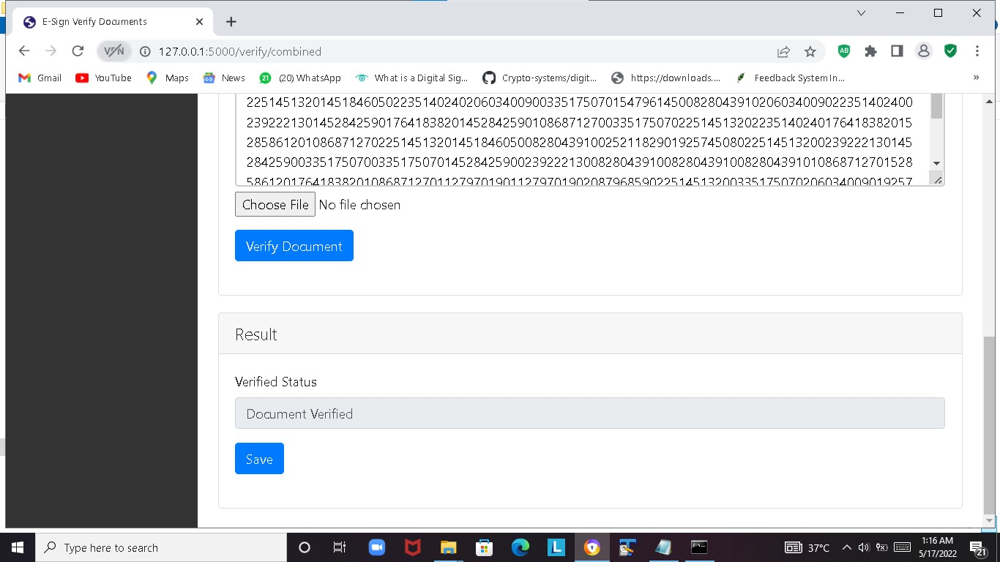 E-Sign Verify Documents
VPN
127.0.0.1:5000/verify/combined
AB
Gmail
YouTube
Maps
News
21
(20) WhatsApp
What is a Digital Sig...
Crypto-systems/digit...
https://downloads....
Feedback System In...
»
2251451320145184605022351402402060340090033517507015479614500828043910206034009022351402400
2392221301452842590176418382014528425901086871270033517507022514513202235140240176418382015
2858612010868712702251451320145184605008280439100252118290192574508022514513200239222130145
2842590033517507003351750701452842590023922213008280439100828043910082804391010868712701528
5861201764183820108687127011279701901127970190208796859022514513200335175070206034009019257
Choose File No file chosen
Verify Document
Result
Verified Status
Document Verified
Save
Type here to search
L
37°C
1:16 AM
5/17/2022
21